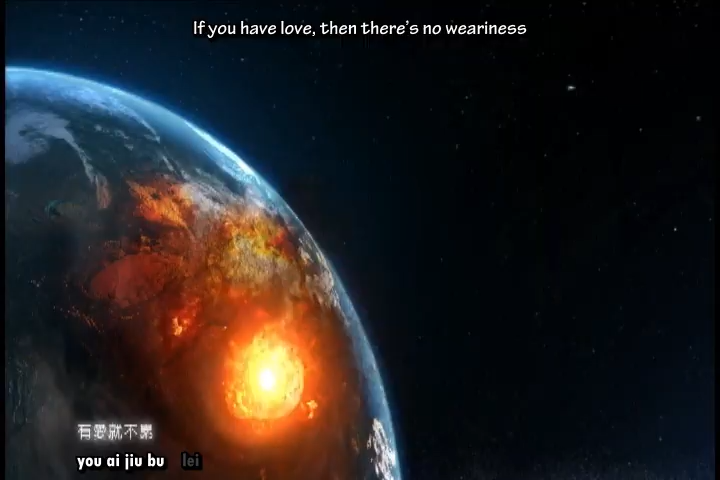 If you have love, then there's no weariness
有愛就不累
you ai jiu bu lei